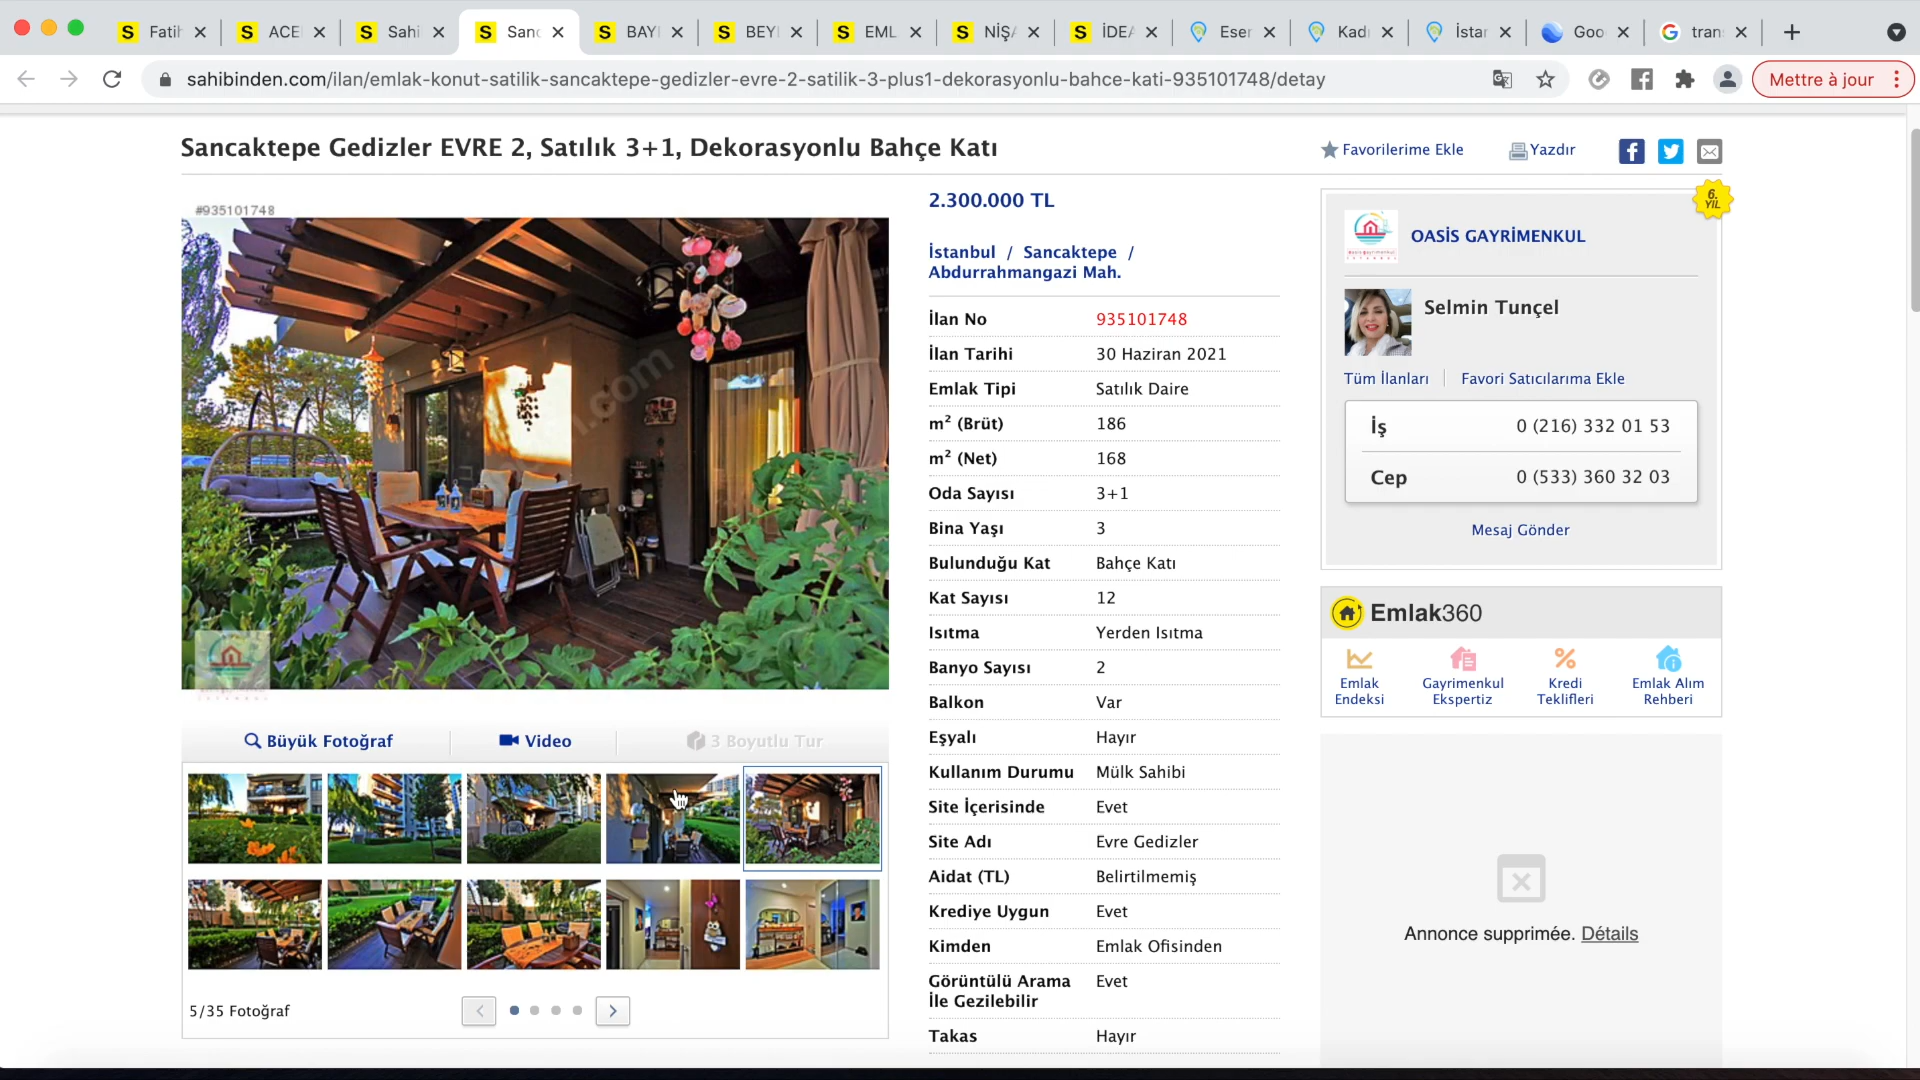 Fatih
ACE
Sahi
Sanc
BAY
BEY
EML
NİŞ
İDEA
Eser
Kadı
İstar
Goo
tran
sahibinden.com/ilan/emlak-konut-satilik-sancaktepe-gedizler-evre-2-satilik-3-plus1-dekorasyonlu-bahce-kati-935101748/detay
Mettre à jour
Sancaktepe Gedizler EVRE 2, Satılık 3+1, Dekorasyonlu Bahçe Katı
Favorilerime Ekle
Yazdır
#935101748
.com
Büyük Fotoğraf
Video
3 Boyutlu Tur
5/35 Fotoğraf
2.300.000 TL
İstanbul / Sancaktepe /
Abdurrahmangazi Mah.
İlan No 935101748
İlan Tarihi 30 Haziran 2021
Emlak Tipi Satılık Daire
m² (Brüt) 186
m² (Net) 168
Oda Sayısı 3+1
Bina Yaşı 3
Bulunduğu Kat Bahçe Katı
Kat Sayısı 12
Isıtma Yerden Isıtma
Banyo Sayısı 2
Balkon Var
Eşyalı Hayır
Kullanım Durumu Mülk Sahibi
Site İçerisinde Evet
Site Adı Evre Gedizler
Aidat (TL) Belirtilmemiş
Krediye Uygun Evet
Kimden Emlak Ofisinden
Görüntülü Arama Evet
İle Gezilebilir
Takas Hayır
6.
YIL
OASİS GAYRİMENKUL
Selmin Tunçel
Tüm İlanları
Favori Satıcılarıma Ekle
İş 0 (216) 332 01 53
Cep 0 (533) 360 32 03
Mesaj Gönder
Emlak360
Emlak
Endeksi
Gayrimenkul
Ekspertiz
Kredi
Teklifleri
Emlak Alım
Rehberi
Annonce supprimée. Détails